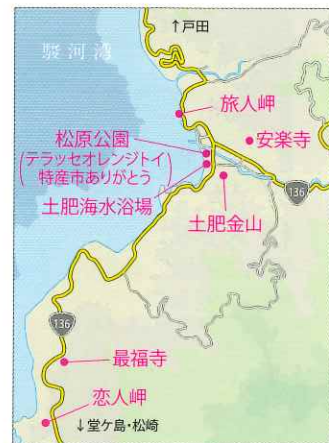 ↑戸田
駿河湾
旅人岬
松原公園
(テラッセオレンジトイ
特産市ありがとう)
安楽寺
土肥海水浴場
土肥金山
136
136
最福寺
恋人岬
↓堂ケ島・松崎